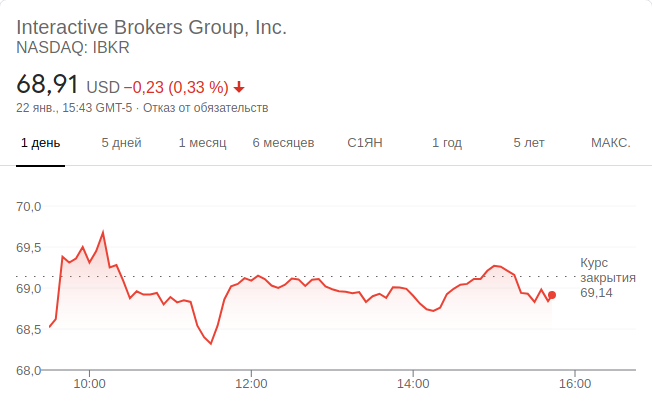 Interactive Brokers Group, Inc.
NASDAQ: IBKR
68,91 USD −0,23 (0,33 %)
22 янв., 15:43 GMT-5 · Отказ от обязательств
1 день 5 дней 1 месяц 6 месяцев С1ЯН 1 год 5 лет МАКС.
70,0
69,5
69,0
68,5
68,0
Курс
закрытия
69,14
10:00 12:00 14:00 16:00